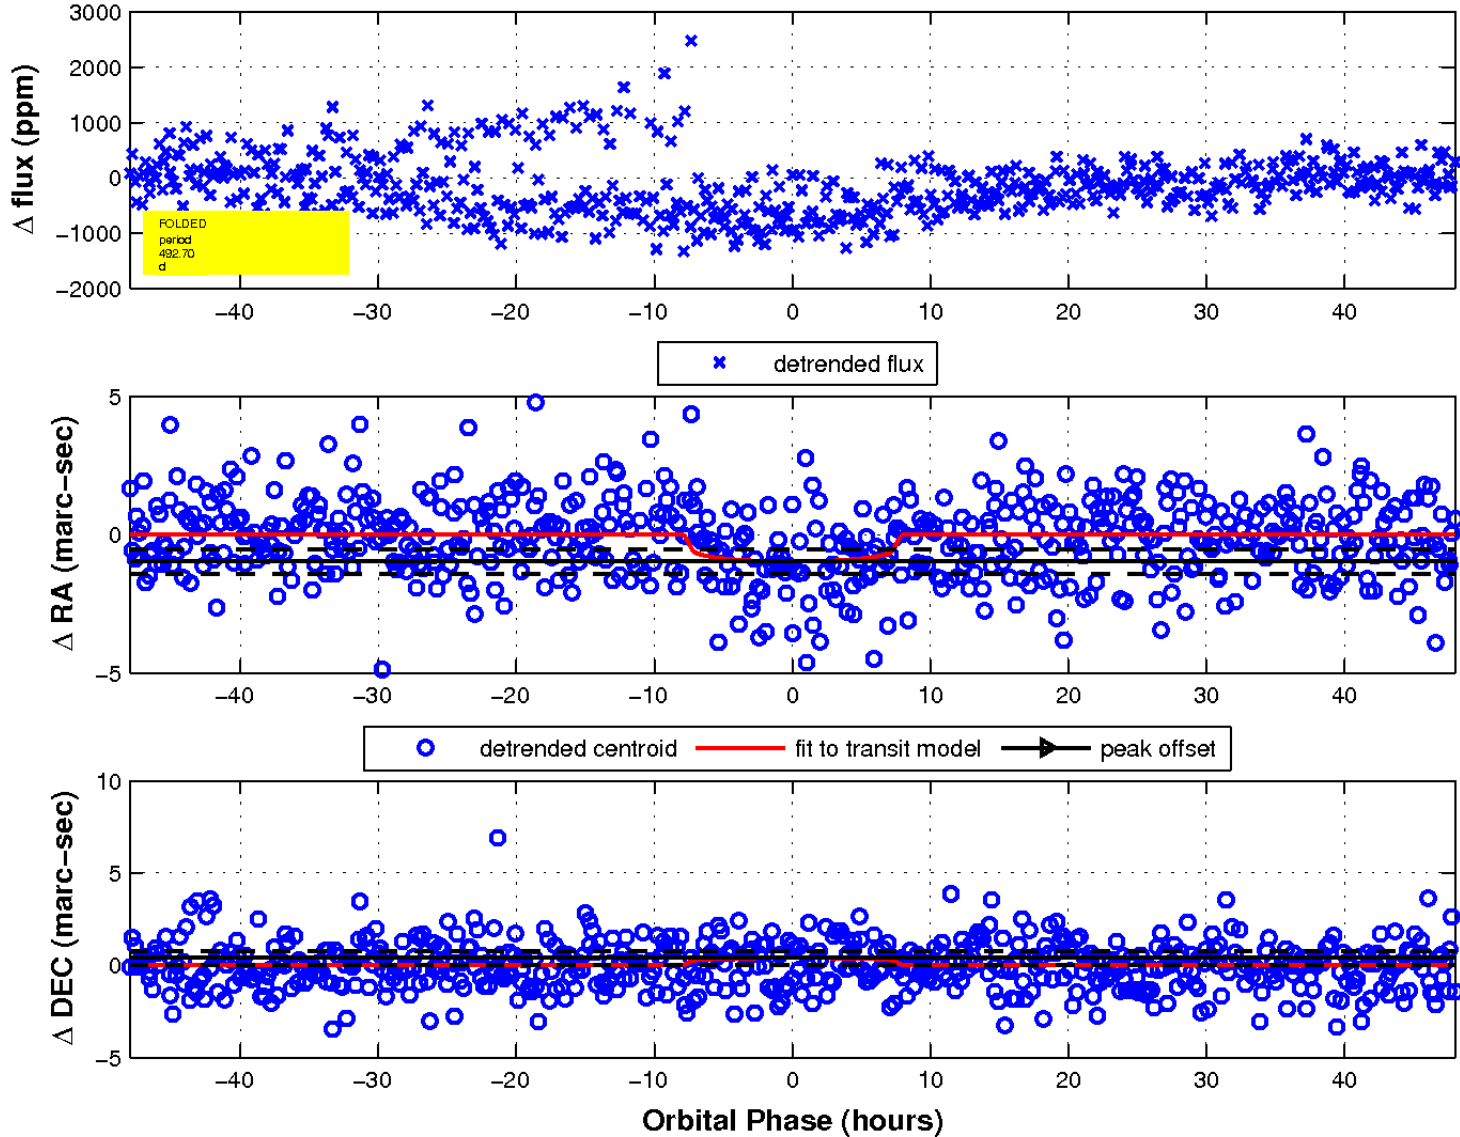 3000
2000
1000
0
−1000
−2000
Δ flux (ppm)
FOLDED
period
492.70
d
−40 −30 −20 −10 0 10 20 30 40
detrended flux
5
0
−5
Δ RA (marc−sec)
−40 −30 −20 −10 0 10 20 30 40
detrended centroid fit to transit model peak offset
10
5
0
−5
Δ DEC (marc−sec)
−40 −30 −20 −10 0 10 20 30 40
Orbital Phase (hours)